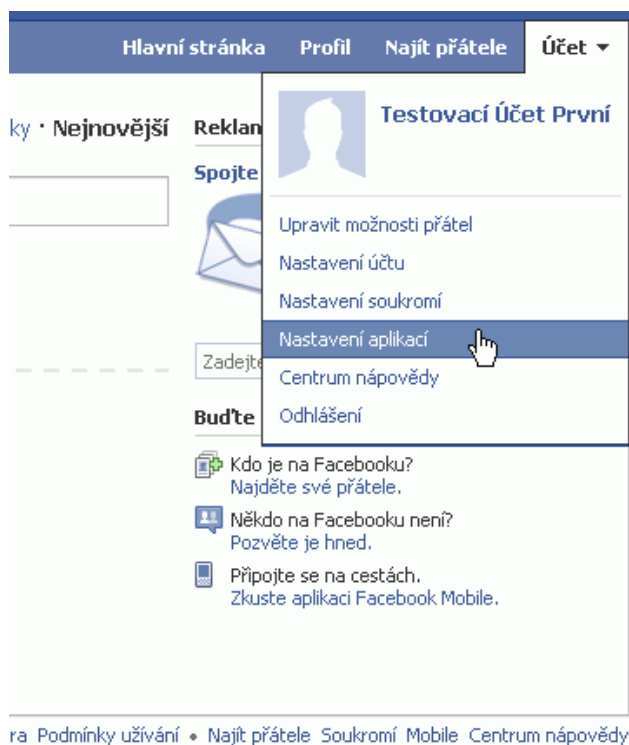 Hlavní stránka Profil Najít přátele Účet
ky · Nejnovější
Reklan
Testovací Účet První
Spojte
Upravit možnosti přátel
Nastavení účtu
Nastavení soukromí
Nastavení aplikací
Zadejte
Centrum nápovědy
Buďte
Odhlášení
Kdo je na Facebooku?
Najděte své přátele.
Někdo na Facebooku není?
Pozvěte je hned.
Připojte se na cestách.
Zkuste aplikaci Facebook Mobile.
ra Podmínky užívání • Najít přátele Soukromí Mobile Centrum nápovědy